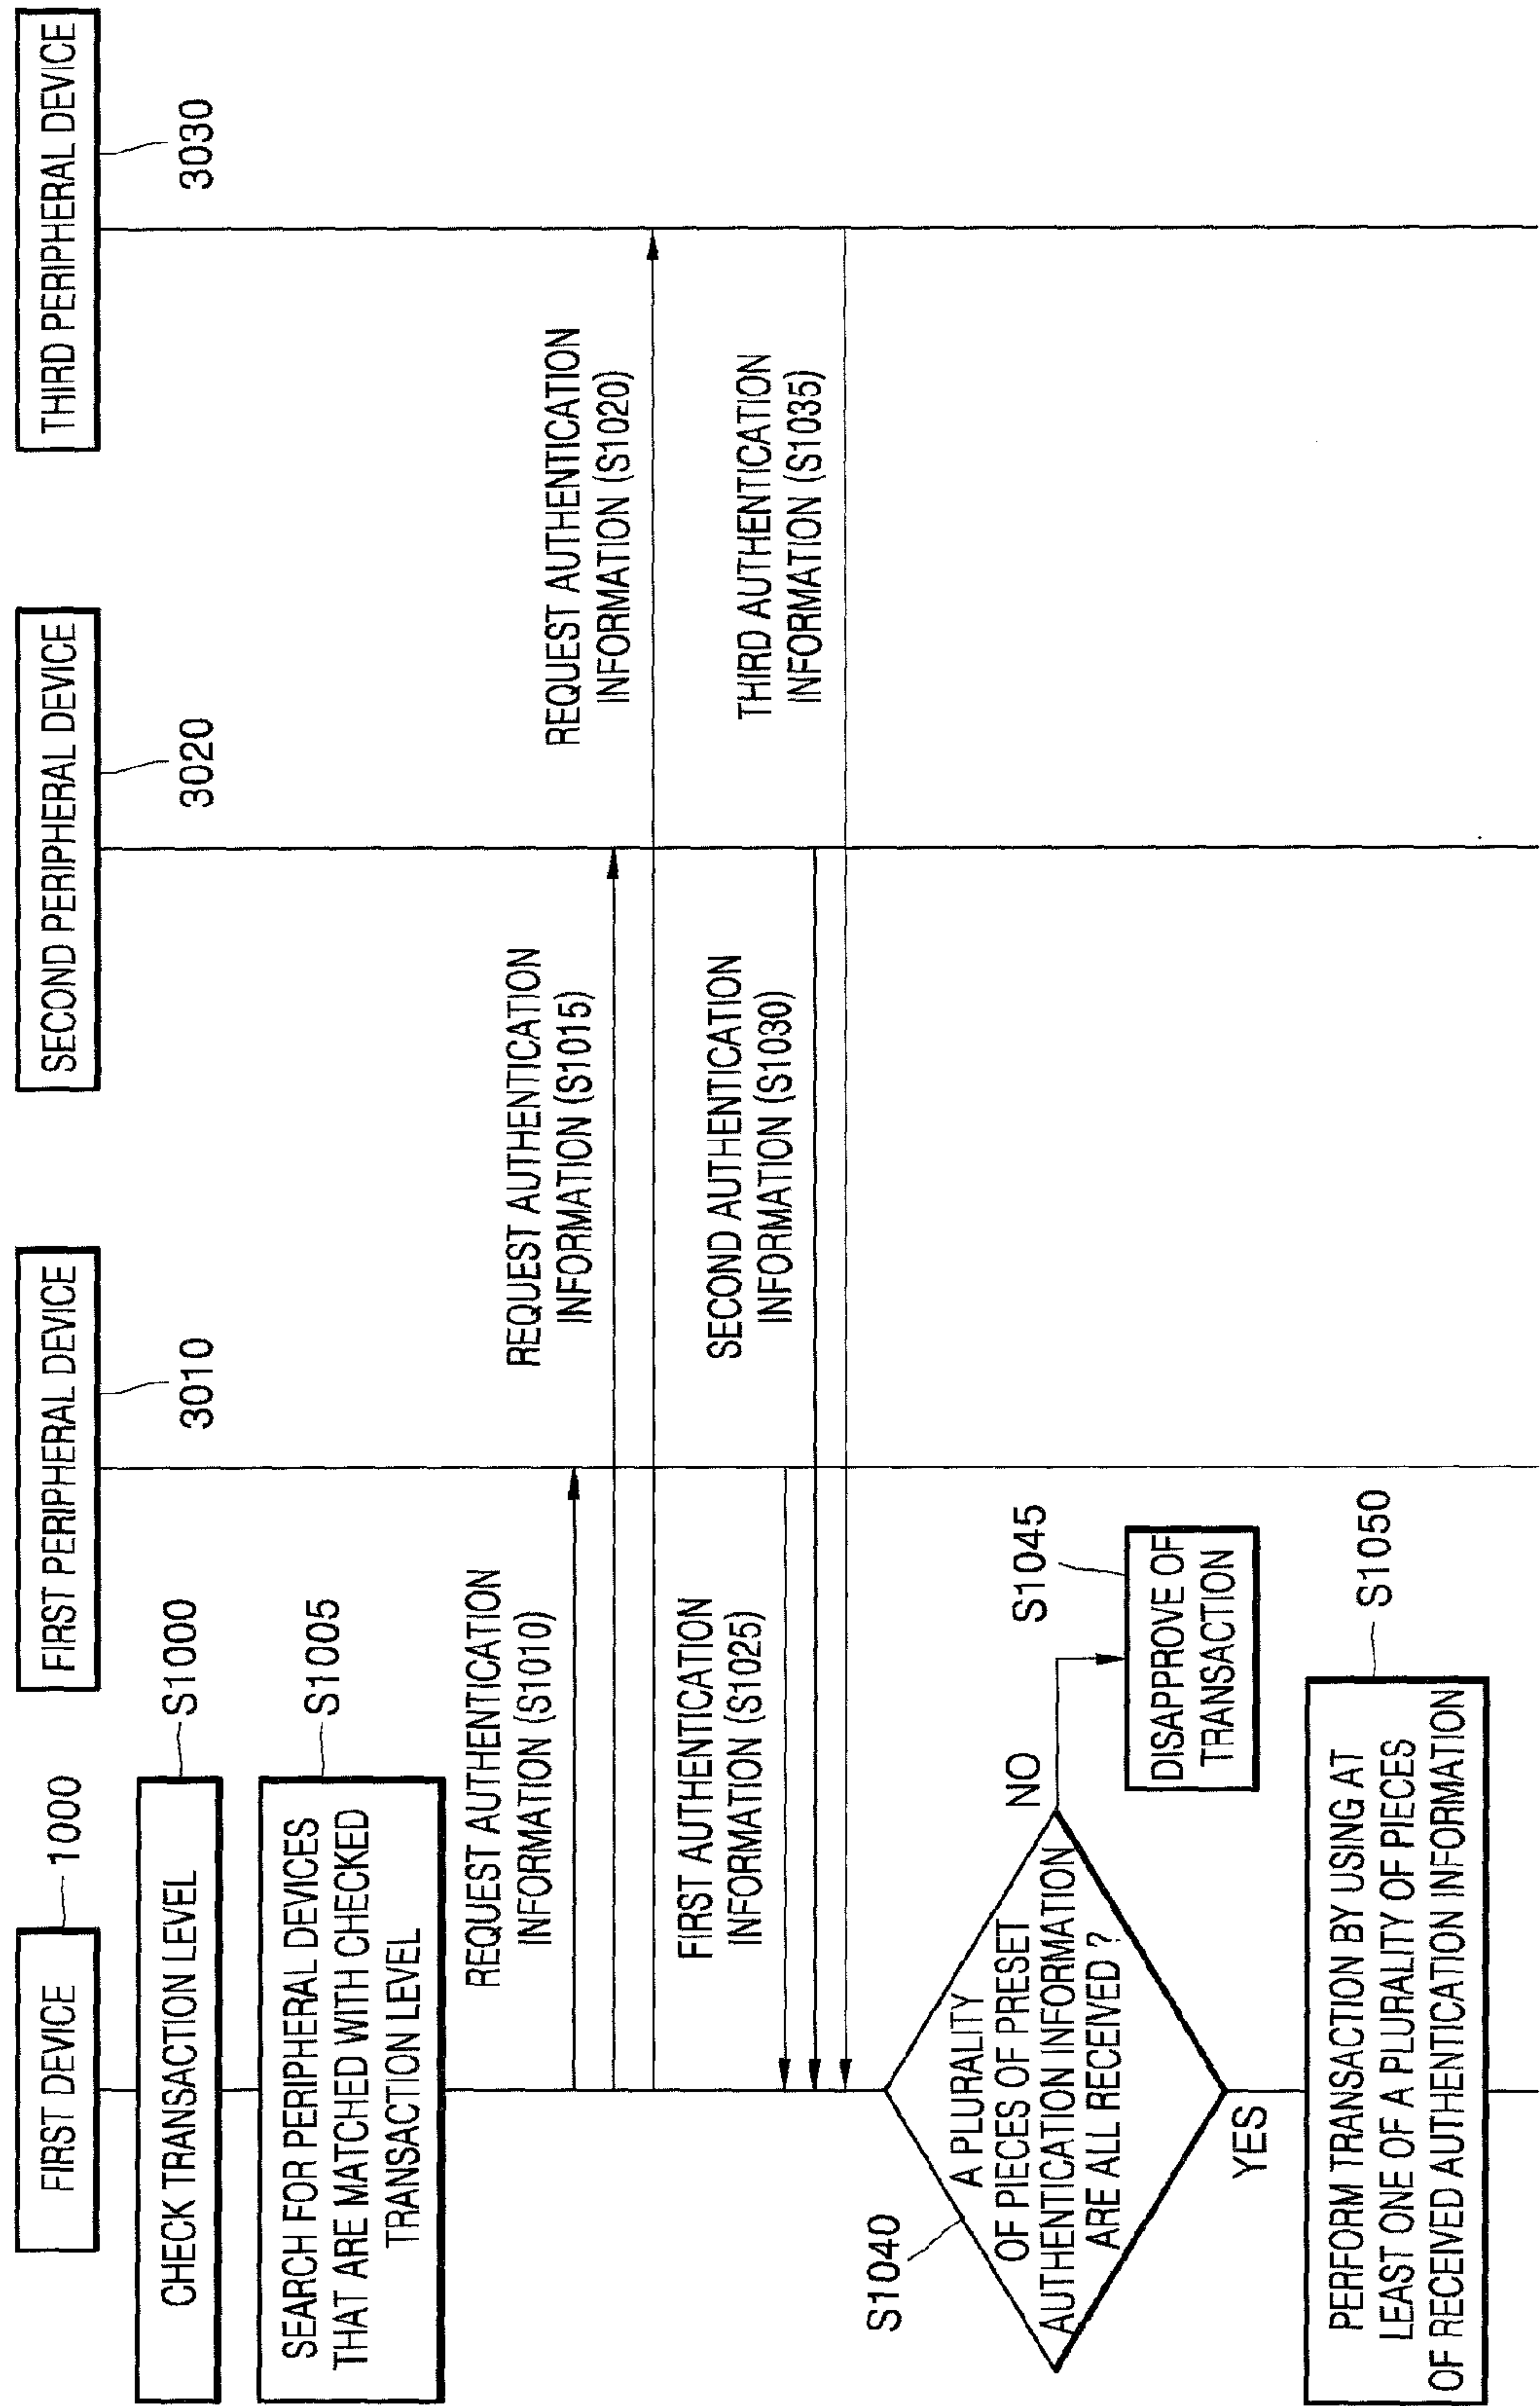 FIRST DEVICE
1000
FIRST PERIPHERAL DEVICE
3010
SECOND PERIPHERAL DEVICE
3020
THIRD PERIPHERAL DEVICE
3030
CHECK TRANSACTION LEVEL
S1000
SEARCH FOR PERIPHERAL DEVICES
THAT ARE MATCHED WITH CHECKED
TRANSACTION LEVEL
S1005
REQUEST AUTHENTICATION
INFORMATION (S1010)
REQUEST AUTHENTICATION
INFORMATION (S1015)
REQUEST AUTHENTICATION
INFORMATION (S1020)
FIRST AUTHENTICATION
INFORMATION (S1025)
SECOND AUTHENTICATION
INFORMATION (S1030)
THIRD AUTHENTICATION
INFORMATION (S1035)
S1040
A PLURALITY
OF PIECES OF PRESET
AUTHENTICATION INFORMATION
ARE ALL RECEIVED ?
NO
S1045
DISAPPROVE OF
TRANSACTION
YES
PERFORM TRANSACTION BY USING AT
LEAST ONE OF A PLURALITY OF PIECES
OF RECEIVED AUTHENTICATION INFORMATION
S1050